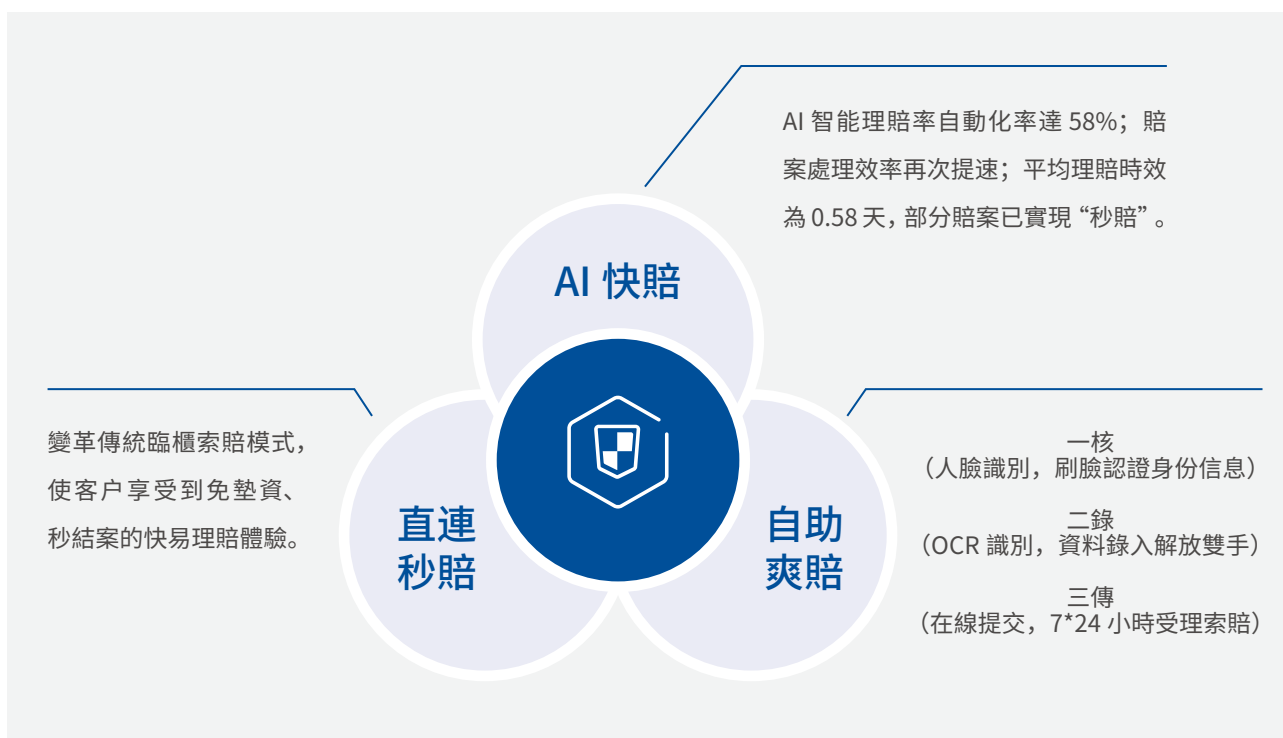 AI 智能理賠率自動化率達 58%；賠
案處理效率再次提速；平均理賠時效
為 0.58 天，部分賠案已實現“秒賠”。
AI 快賠
變革傳統臨櫃索賠模式，
使客户享受到免墊資、
秒結案的快易理賠體驗。
直連
秒賠
自助
爽賠
一核
（人臉識別，刷臉認證身份信息）
二錄
（OCR 識別，資料錄入解放雙手）
三傳
（在線提交，7*24 小時受理索賠）